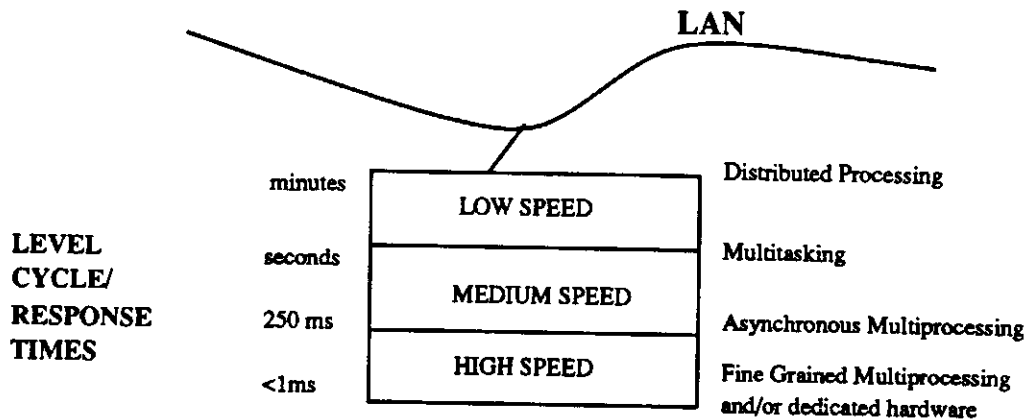 LAN
minutes
Distributed Processing
LOW SPEED
LEVEL
CYCLE/
RESPONSE
TIMES
seconds
Multitasking
MEDIUM SPEED
250 ms
Asynchronous Multiprocessing
HIGH SPEED
<1ms
Fine Grained Multiprocessing
and/or dedicated hardware